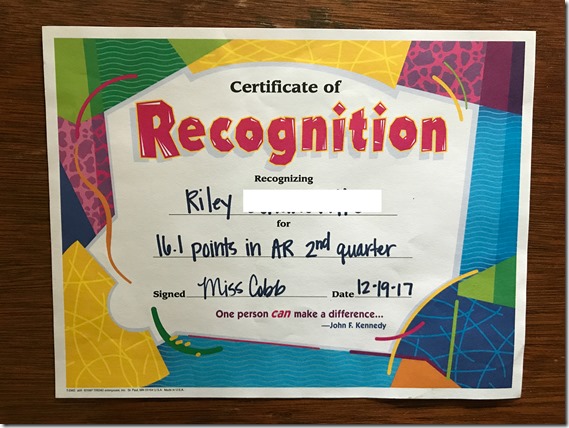 Certificate of
Recognition
Recognizing
Riley
for
16.1 points in AR 2nd quarter
Signed Miss Cobb Date 12-19-17
One person can make a difference...
—John F. Kennedy